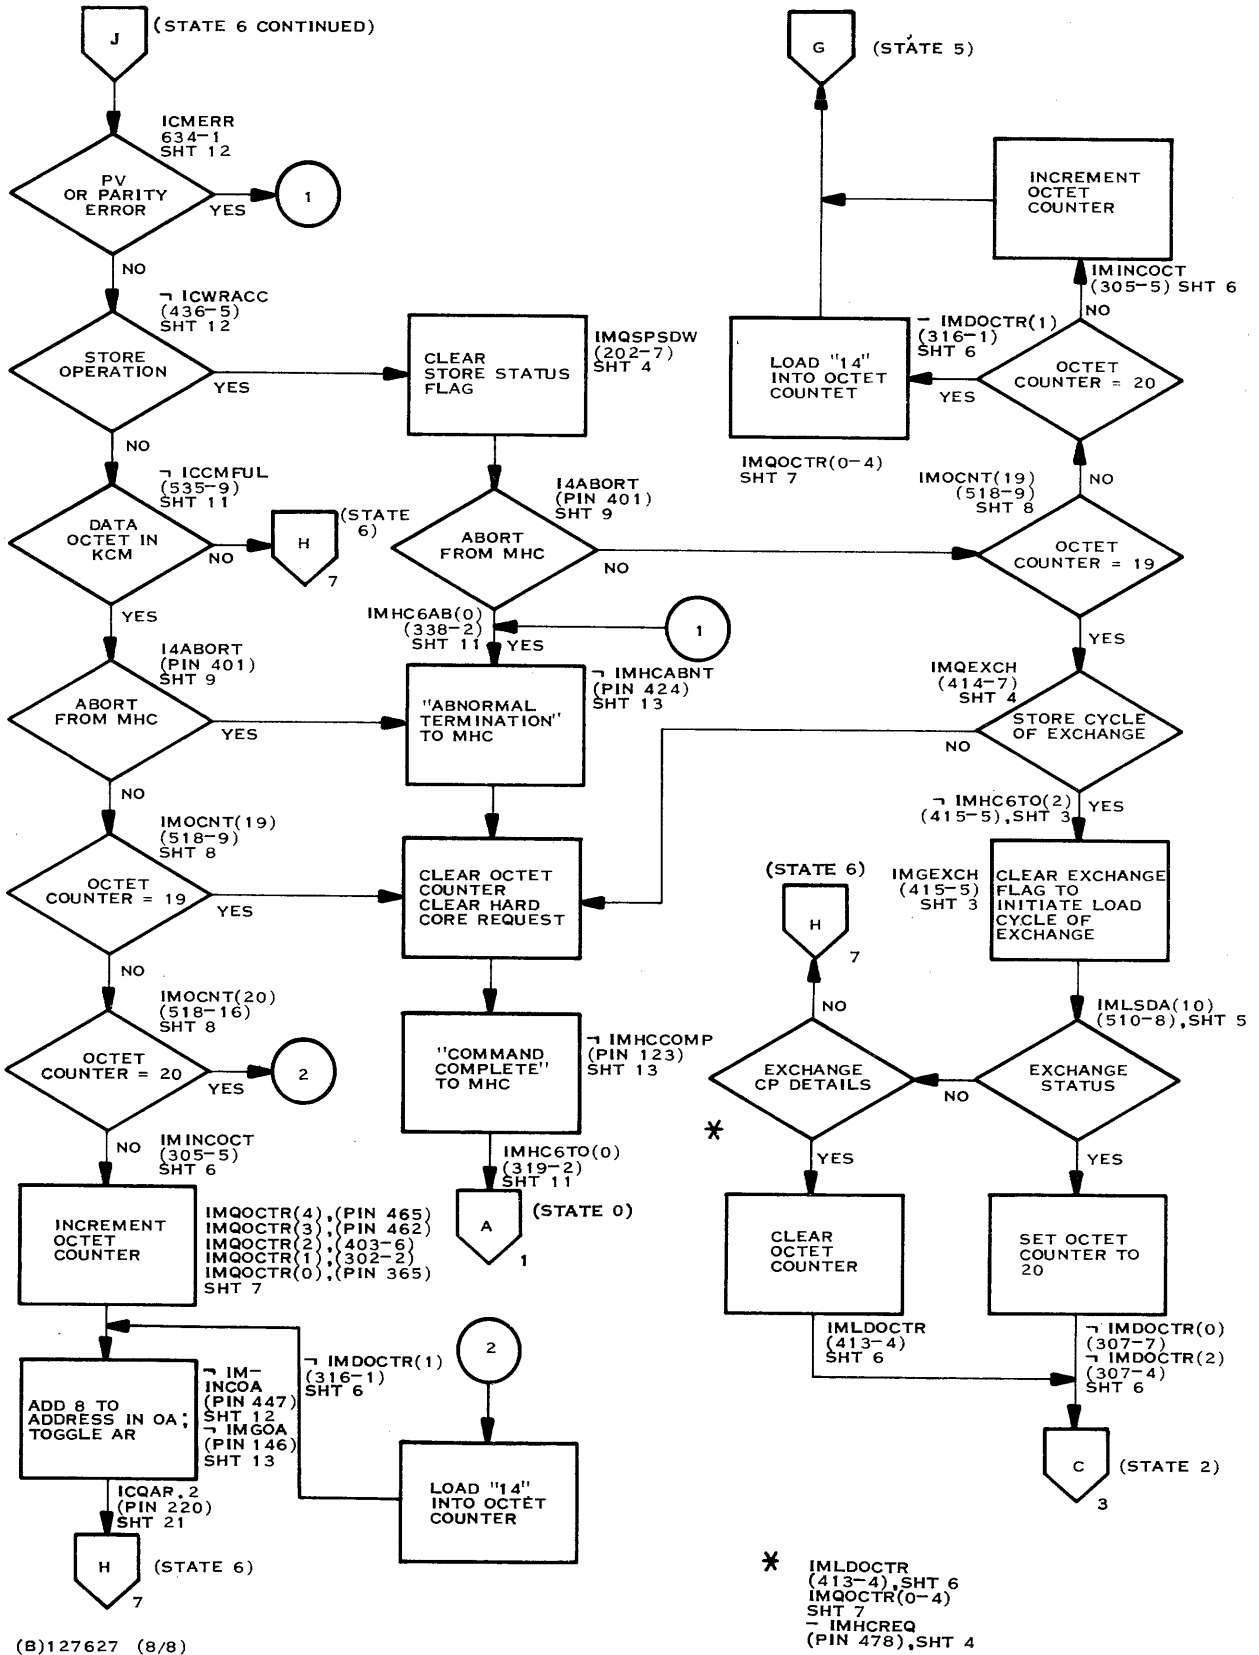 J
(STATE 6 CONTINUED)
ICMERR
634-1
SHT 12
PV
OR PARITY
ERROR
YES
1
NO
¬ ICWRACC
(436-5)
SHT 12
STORE
OPERATION
YES
NO
¬ ICCMFUL
(535-9)
SHT 11
DATA
OCTET IN
KCM
NO
H
(STATE
6)
7
YES
I4ABORT
(PIN 401)
SHT 9
ABORT
FROM MHC
YES
NO
IMOCNT(19)
(518-9)
SHT 8
OCTET
COUNTER = 19
YES
NO
IMOCNT(20)
(518-16)
SHT 8
OCTET
COUNTER = 20
YES
2
NO
IMINCOCT
(305-5)
SHT 6
INCREMENT
OCTET
COUNTER
IMQOCTR(4),(PIN 465)
IMQOCTR(3),(PIN 462)
IMQOCTR(2),(403-6)
IMQOCTR(1),(302-2)
IMQOCTR(0),(PIN 365)
SHT 7
ADD 8 TO
ADDRESS IN OA;
TOGGLE AR
¬ IM-
INCOA
(PIN 447)
SHT 12
¬ IMGOA
(PIN 146)
SHT 13
ICQAR.2
(PIN 220)
SHT 21
H
(STATE 6)
7
(B)127627 (8/8)
CLEAR
STORE STATUS
FLAG
IMQSPSDW
(202-7)
SHT 4
I4ABORT
(PIN 401)
SHT 9
ABORT
FROM MHC
NO
IMHC6AB(0)
(338-2)
SHT 11
YES
1
"ABNORMAL
TERMINATION"
TO MHC
¬ IMHCABNT
(PIN 424)
SHT 13
CLEAR OCTET
COUNTER
CLEAR HARD
CORE REQUEST
"COMMAND
COMPLETE"
TO MHC
¬ IMHCCOMP
(PIN 123)
SHT 13
IMHC6TO(0)
(319-2)
SHT 11
A
(STATE 0)
1
2
¬ IMDOCTR(1)
(316-1)
SHT 6
LOAD "14"
INTO OCTET
COUNTER
G
(STATE 5)
INCREMENT
OCTET
COUNTER
IMINCOCT
(305-5) SHT 6
NO
¬ IMDOCTR(1)
(316-1)
SHT 6
LOAD "14"
INTO OCTET
COUNTET
YES
OCTET
COUNTER = 20
IMQOCTR(0-4)
SHT 7
IMOCNT(19)
(518-9)
SHT 8
NO
OCTET
COUNTER = 19
YES
IMQEXCH
(414-7)
SHT 4
STORE CYCLE
OF EXCHANGE
NO
¬ IMHC6TO(2)
(415-5),SHT 3
YES
IMGEXCH
(415-5)
SHT 3
CLEAR EXCHANGE
FLAG TO
INITIATE LOAD
CYCLE OF
EXCHANGE
(STATE 6)
H
7
NO
IMLSDA(10)
(510-8),SHT 5
EXCHANGE
CP DETAILS
NO
EXCHANGE
STATUS
*
YES
YES
CLEAR
OCTET
COUNTER
SET OCTET
COUNTER TO
20
IMLDOCTR
(413-4)
SHT 6
¬ IMDOCTR(0)
(307-7)
¬ IMDOCTR(2)
(307-4)
SHT 6
C
(STATE 2)
3
* IMLDOCTR
(413-4),SHT 6
IMQOCTR(0-4)
SHT 7
¬ IMHCREQ
(PIN 478),SHT 4